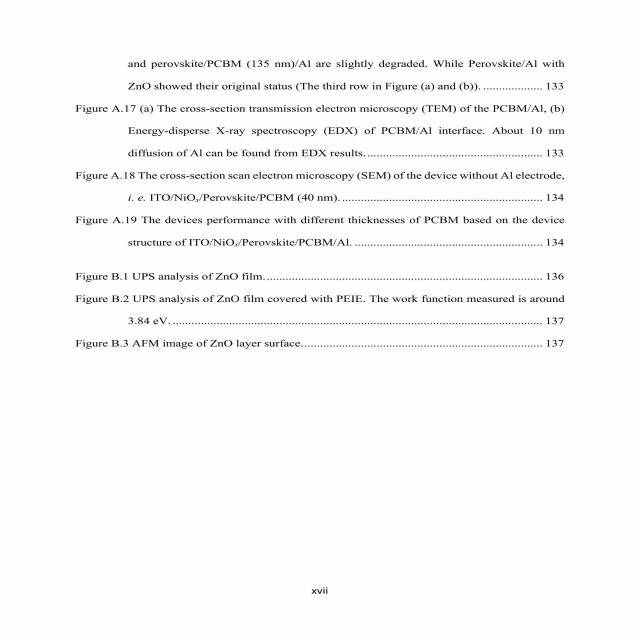 and perovskite/PCBM (135 nm)/Al are slightly degraded. While Perovskite/Al with
ZnO showed their original status (The third row in Figure (a) and (b)). ................... 133
Figure A.17 (a) The cross-section transmission electron microscopy (TEM) of the PCBM/Al, (b)
Energy-disperse X-ray spectroscopy (EDX) of PCBM/Al interface. About 10 nm
diffusion of Al can be found from EDX results. ........................................................ 133
Figure A.18 The cross-section scan electron microscopy (SEM) of the device without Al electrode,
i. e. ITO/NiOx/Perovskite/PCBM (40 nm). ................................................................ 134
Figure A.19 The devices performance with different thicknesses of PCBM based on the device
structure of ITO/NiOx/Perovskite/PCBM/Al. ............................................................ 134
Figure B.1 UPS analysis of ZnO film. ........................................................................................ 136
Figure B.2 UPS analysis of ZnO film covered with PEIE. The work function measured is around
3.84 eV. ...................................................................................................................... 137
Figure B.3 AFM image of ZnO layer surface. ............................................................................ 137
xvii